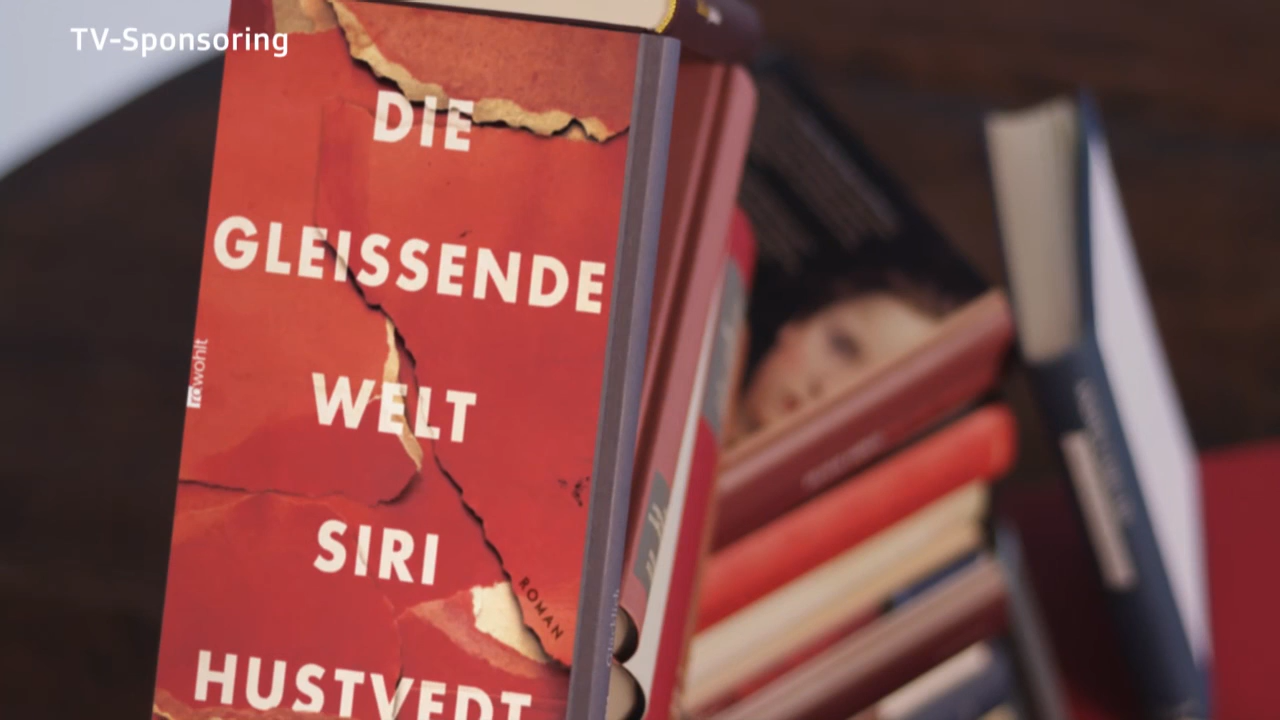 TV-Sponsoring
DIE
GLEISSENDE
WELT
rowohlt
SIRI
ROMAN
HUSTVEDT